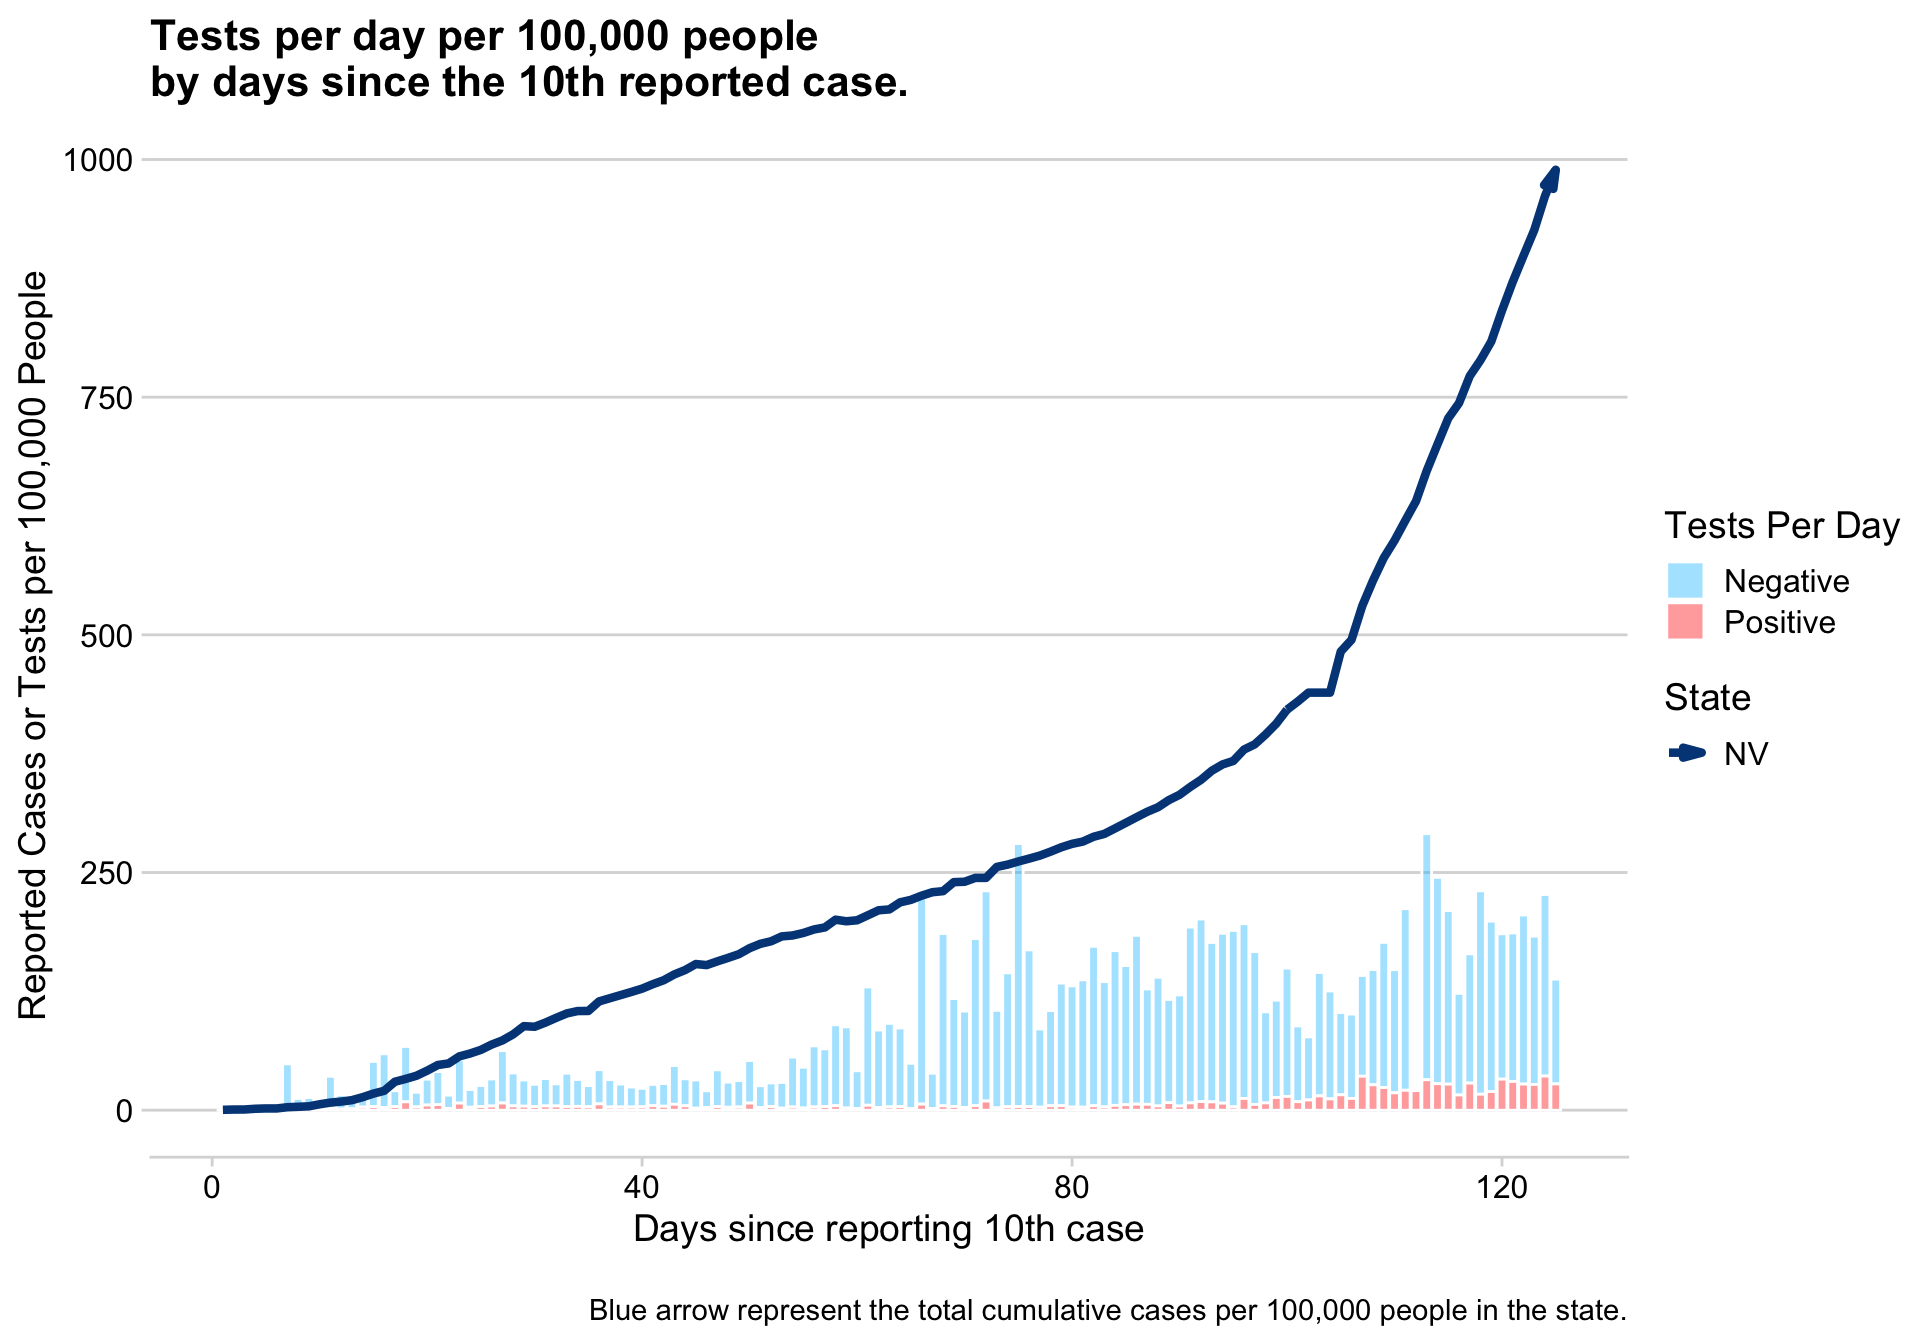 Tests per day per 100,000 people
by days since the 10th reported case.
Reported Cases or Tests per 100,000 People
1000
750
500
250
0
0
40
80
120
Days since reporting 10th case
Tests Per Day
Negative
Positive
State
NV
Blue arrow represent the total cumulative cases per 100,000 people in the state.